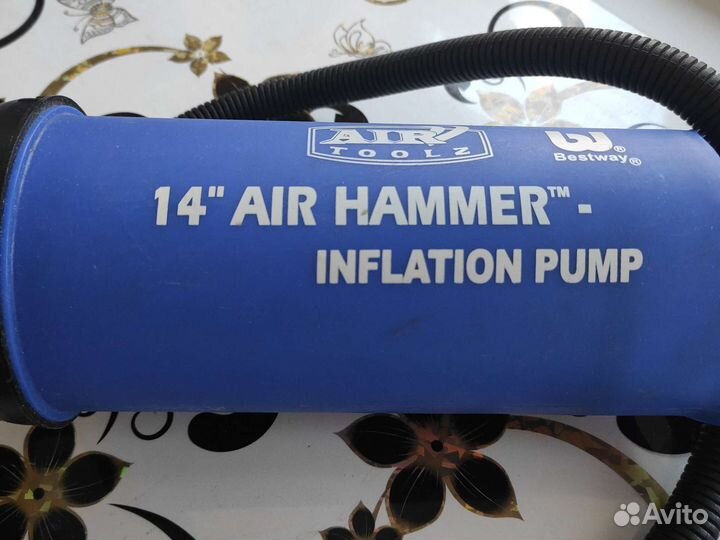 AIR
TOOLZ
Bestway®
14" AIR HAMMER™ -
INFLATION PUMP
Avito